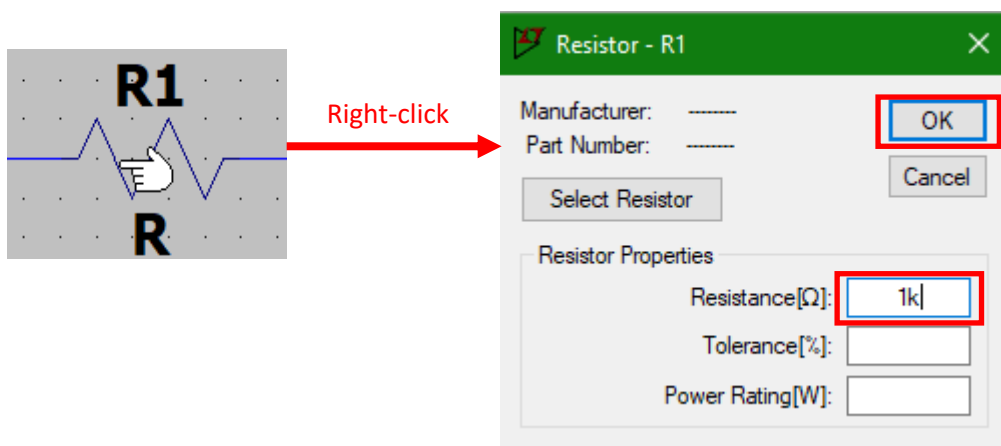 R1
R
Right-click
Resistor - R1
Manufacturer: --------
OK
Part Number: --------
Cancel
Select Resistor
Resistor Properties
Resistance[Ω]: 1k
Tolerance[%]:
Power Rating[W]: